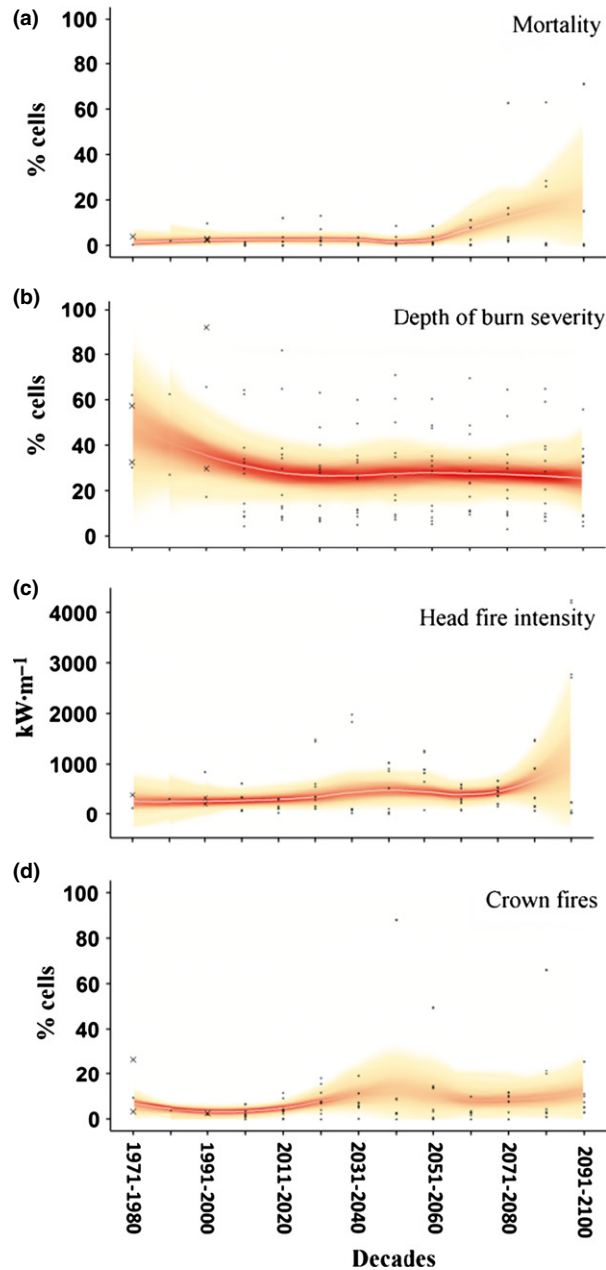 (a)
Mortality
% cells
100
80
60
40
20
0
(b)
Depth of burn severity
% cells
100
80
60
40
20
0
(c)
Head fire intensity
kW·m⁻¹
4000
3000
2000
1000
0
(d)
Crown fires
% cells
100
80
60
40
20
0
1971-1980
1991-2000
2011-2020
2031-2040
2051-2060
2071-2080
2091-2100
Decades